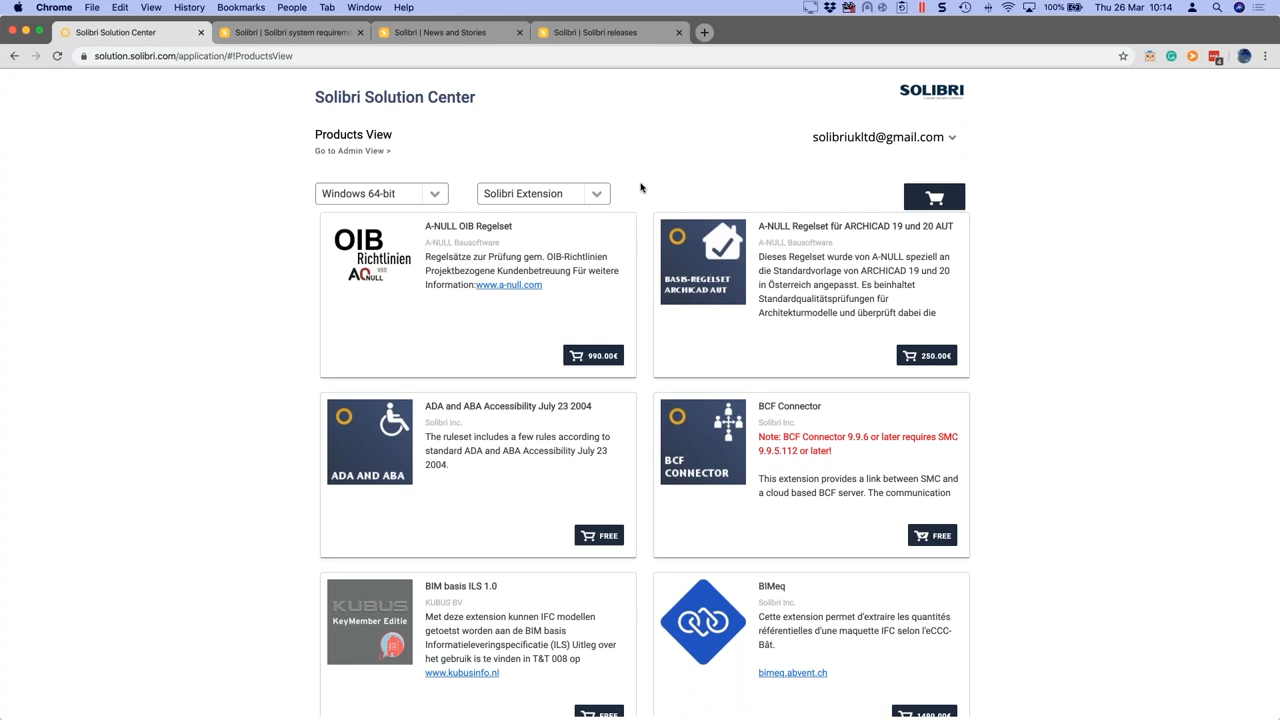 Chrome File Edit View History Bookmarks People Tab Window Help 100% Thu 26 Mar 10:14
Solibri Solution Center Solibri | Solibri system requirem Solibri | News and Stories Solibri | Solibri releases
solution.solibri.com/application/#!ProductsView
Solibri Solution Center
SOLIBRI
Products View
solibriukltd@gmail.com
Go to Admin View >
Windows 64-bit
Solibri Extension
OIB
Richtlinien
von
A-NULL
A-NULL OIB Regelset
A-NULL Bausoftware
Regelsätze zur Prüfung gem. OIB-Richtlinien
Projektbezogene Kundenbetreuung Für weitere
Information:www.a-null.com
990.00€
BASIS-REGELSET
ARCHICAD AUT
A-NULL Regelset für ARCHICAD 19 und 20 AUT
A-NULL Bausoftware
Dieses Regelset wurde von A-NULL speziell an
die Standardvorlage von ARCHICAD 19 und 20
in Österreich angepasst. Es beinhaltet
Standardqualitätsprüfungen für
Architekturmodelle und überprüft dabei die
250.00€
ADA AND ABA
ADA and ABA Accessibility July 23 2004
Solibri Inc.
The ruleset includes a few rules according to
standard ADA and ABA Accessibility July 23
2004.
FREE
BCF
CONNECTOR
BCF Connector
Solibri Inc.
Note: BCF Connector 9.9.6 or later requires SMC
9.9.5.112 or later!
This extension provides a link between SMC and
a cloud based BCF server. The communication
FREE
KUBUS
KeyMember Editie
BIM basis ILS 1.0
KUBUS BV
Met deze extension kunnen IFC modellen
getoetst worden aan de BIM basis
Informatieleveringspecificatie (ILS) Uitleg over
het gebruik is te vinden in T&T 008 op
www.kubusinfo.nl
FREE
BIMeq
Solibri Inc.
Cette extension permet d'extraire les quantités
référentielles d'une maquette IFC selon l'eCCC-
Bât.
bimeq.abvent.ch
1490.00€